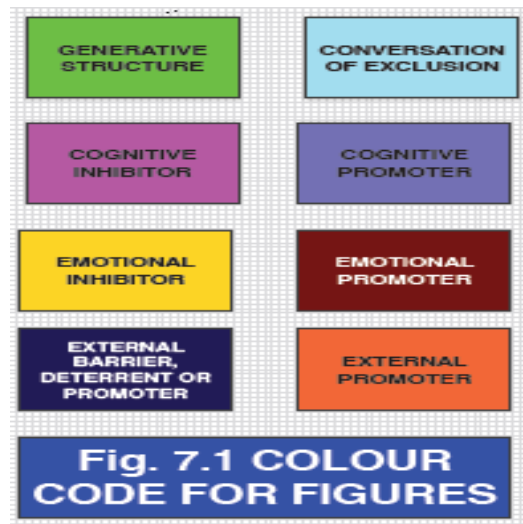 GENERATIVE
STRUCTURE
CONVERSATION
OF EXCLUSION
COGNITIVE
INHIBITOR
COGNITIVE
PROMOTER
EMOTIONAL
INHIBITOR
EMOTIONAL
PROMOTER
EXTERNAL
BARRIER,
DETERRENT OR
PROMOTER
EXTERNAL
PROMOTER
Fig. 7.1 COLOUR
CODE FOR FIGURES